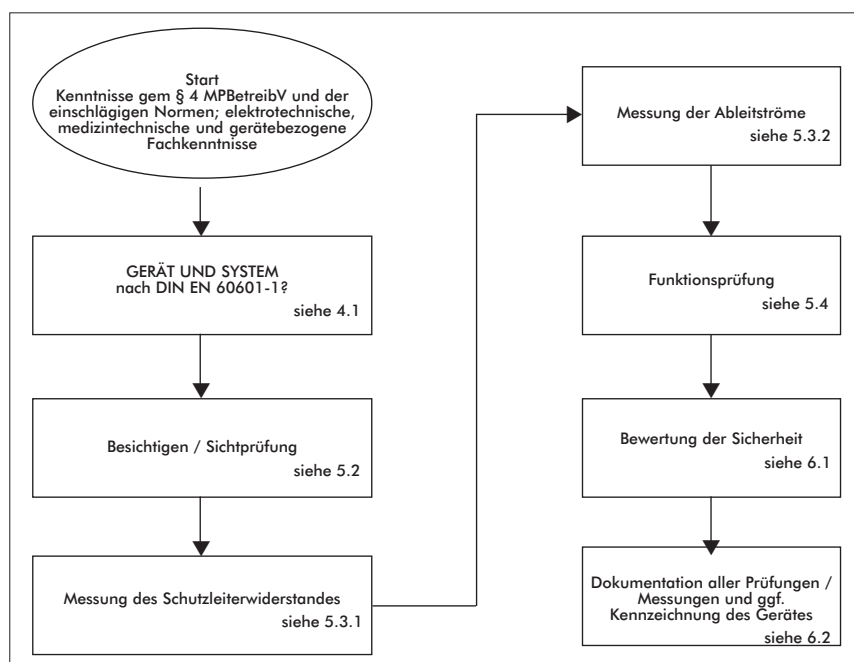 Start
Kenntnisse gem § 4 MPBetreibV und der
einschlägigen Normen; elektrotechnische,
medizintechnische und gerätebezogene
Fachkenntnisse
GERÄT UND SYSTEM
nach DIN EN 60601-1?
siehe 4.1
Besichtigen / Sichtprüfung
siehe 5.2
Messung des Schutzleiterwiderstandes
siehe 5.3.1
Messung der Ableitströme
siehe 5.3.2
Funktionsprüfung
siehe 5.4
Bewertung der Sicherheit
siehe 6.1
Dokumentation aller Prüfungen /
Messungen und ggf.
Kennzeichnung des Gerätes
siehe 6.2